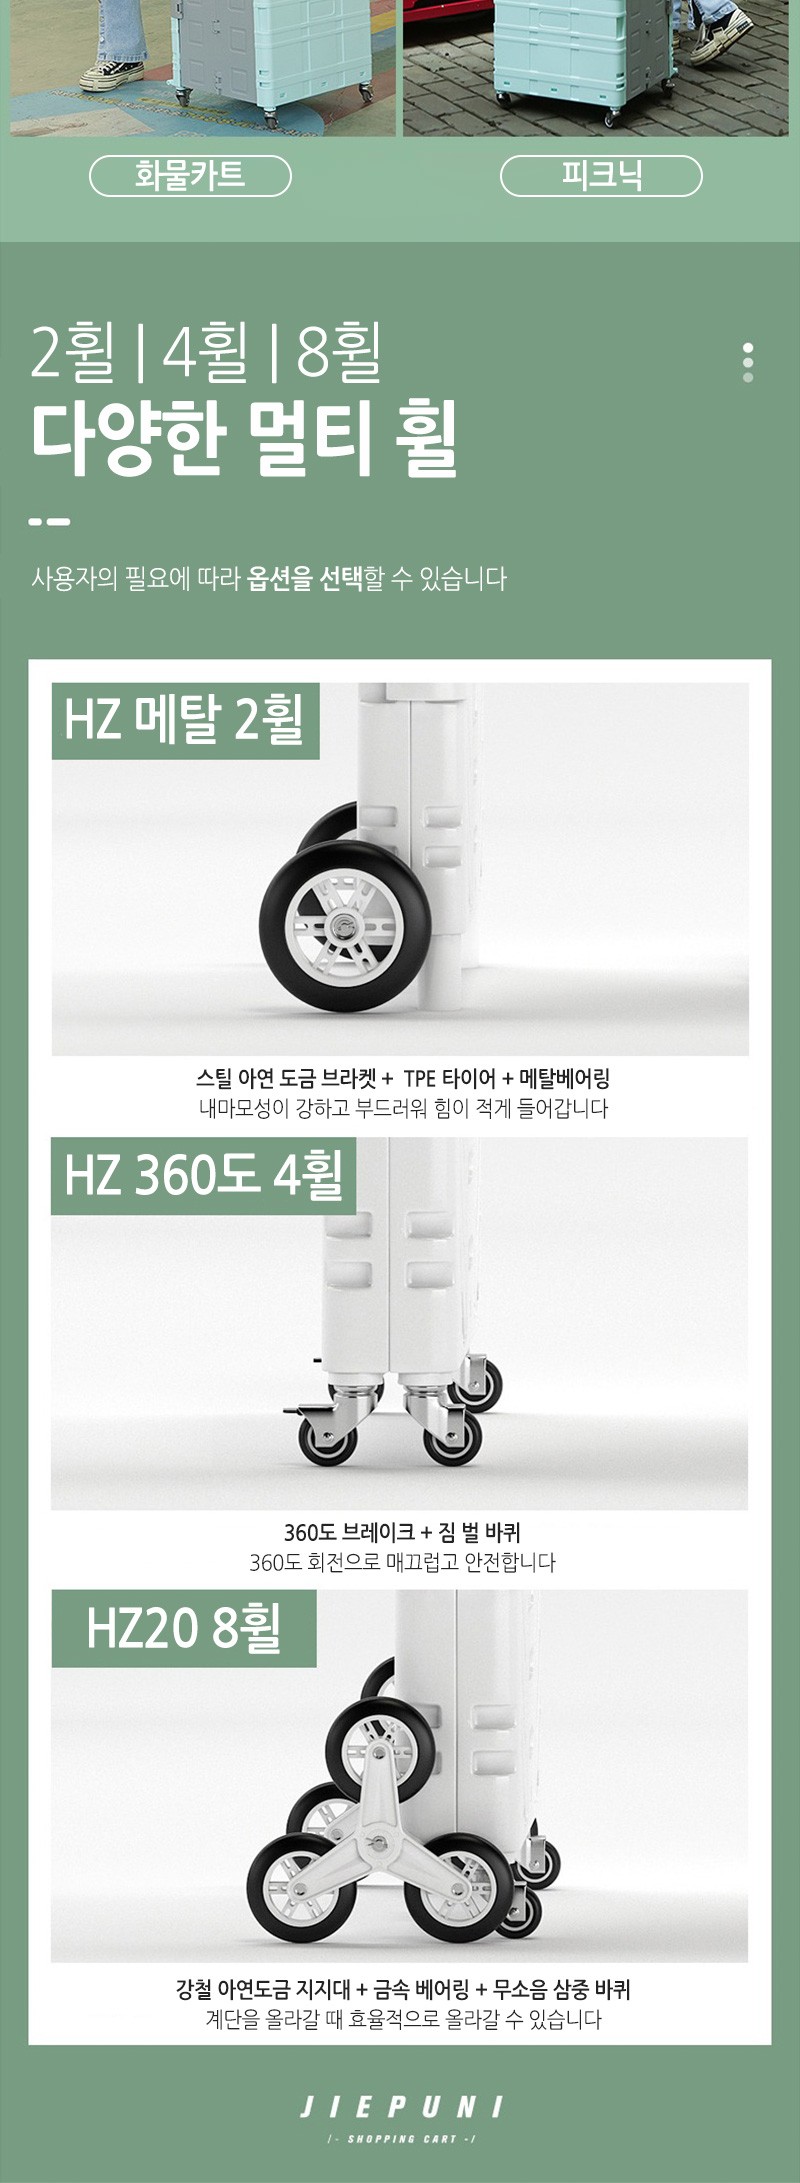 화물카트
피크닉
2휠 | 4휠 | 8휠
다양한 멀티 휠
사용자의 필요에 따라 옵션을 선택할 수 있습니다
HZ 메탈 2휠
스틸 아연 도금 브라켓 + TPE 타이어 + 메탈베어링
내마모성이 강하고 부드러워 힘이 적게 들어갑니다
HZ 360도 4휠
360도 브레이크 + 짐 벌 바퀴
360도 회전으로 매끄럽고 안전합니다
HZ20 8휠
강철 아연도금 지지대 + 금속 베어링 + 무소음 삼중 바퀴
계단을 올라갈 때 효율적으로 올라갈 수 있습니다
JIEPUNI
/- SHOPPING CART -/